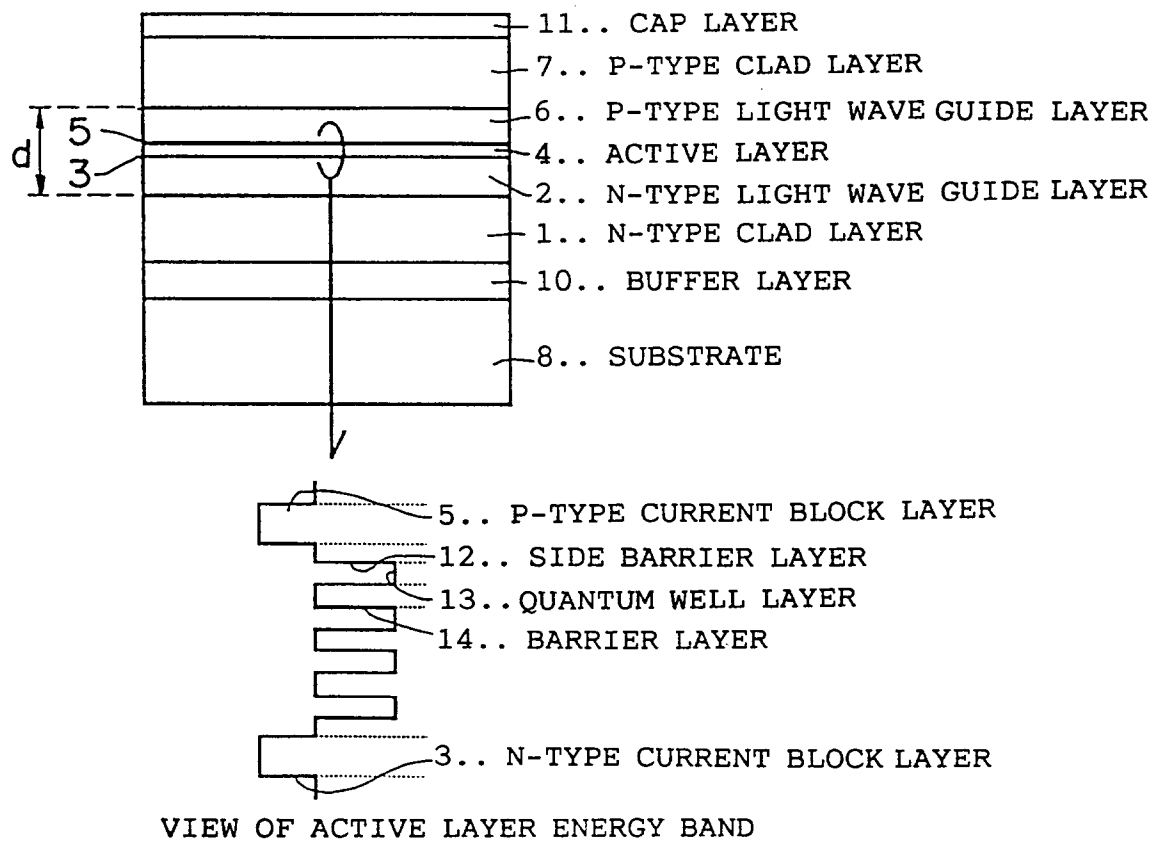 11.. CAP LAYER
7.. P-TYPE CLAD LAYER
6.. P-TYPE LIGHT WAVE GUIDE LAYER
5
d
4.. ACTIVE LAYER
3
2.. N-TYPE LIGHT WAVE GUIDE LAYER
1.. N-TYPE CLAD LAYER
10.. BUFFER LAYER
8.. SUBSTRATE
5.. P-TYPE CURRENT BLOCK LAYER
12.. SIDE BARRIER LAYER
13..QUANTUM WELL LAYER
14.. BARRIER LAYER
3.. N-TYPE CURRENT BLOCK LAYER
VIEW OF ACTIVE LAYER ENERGY BAND